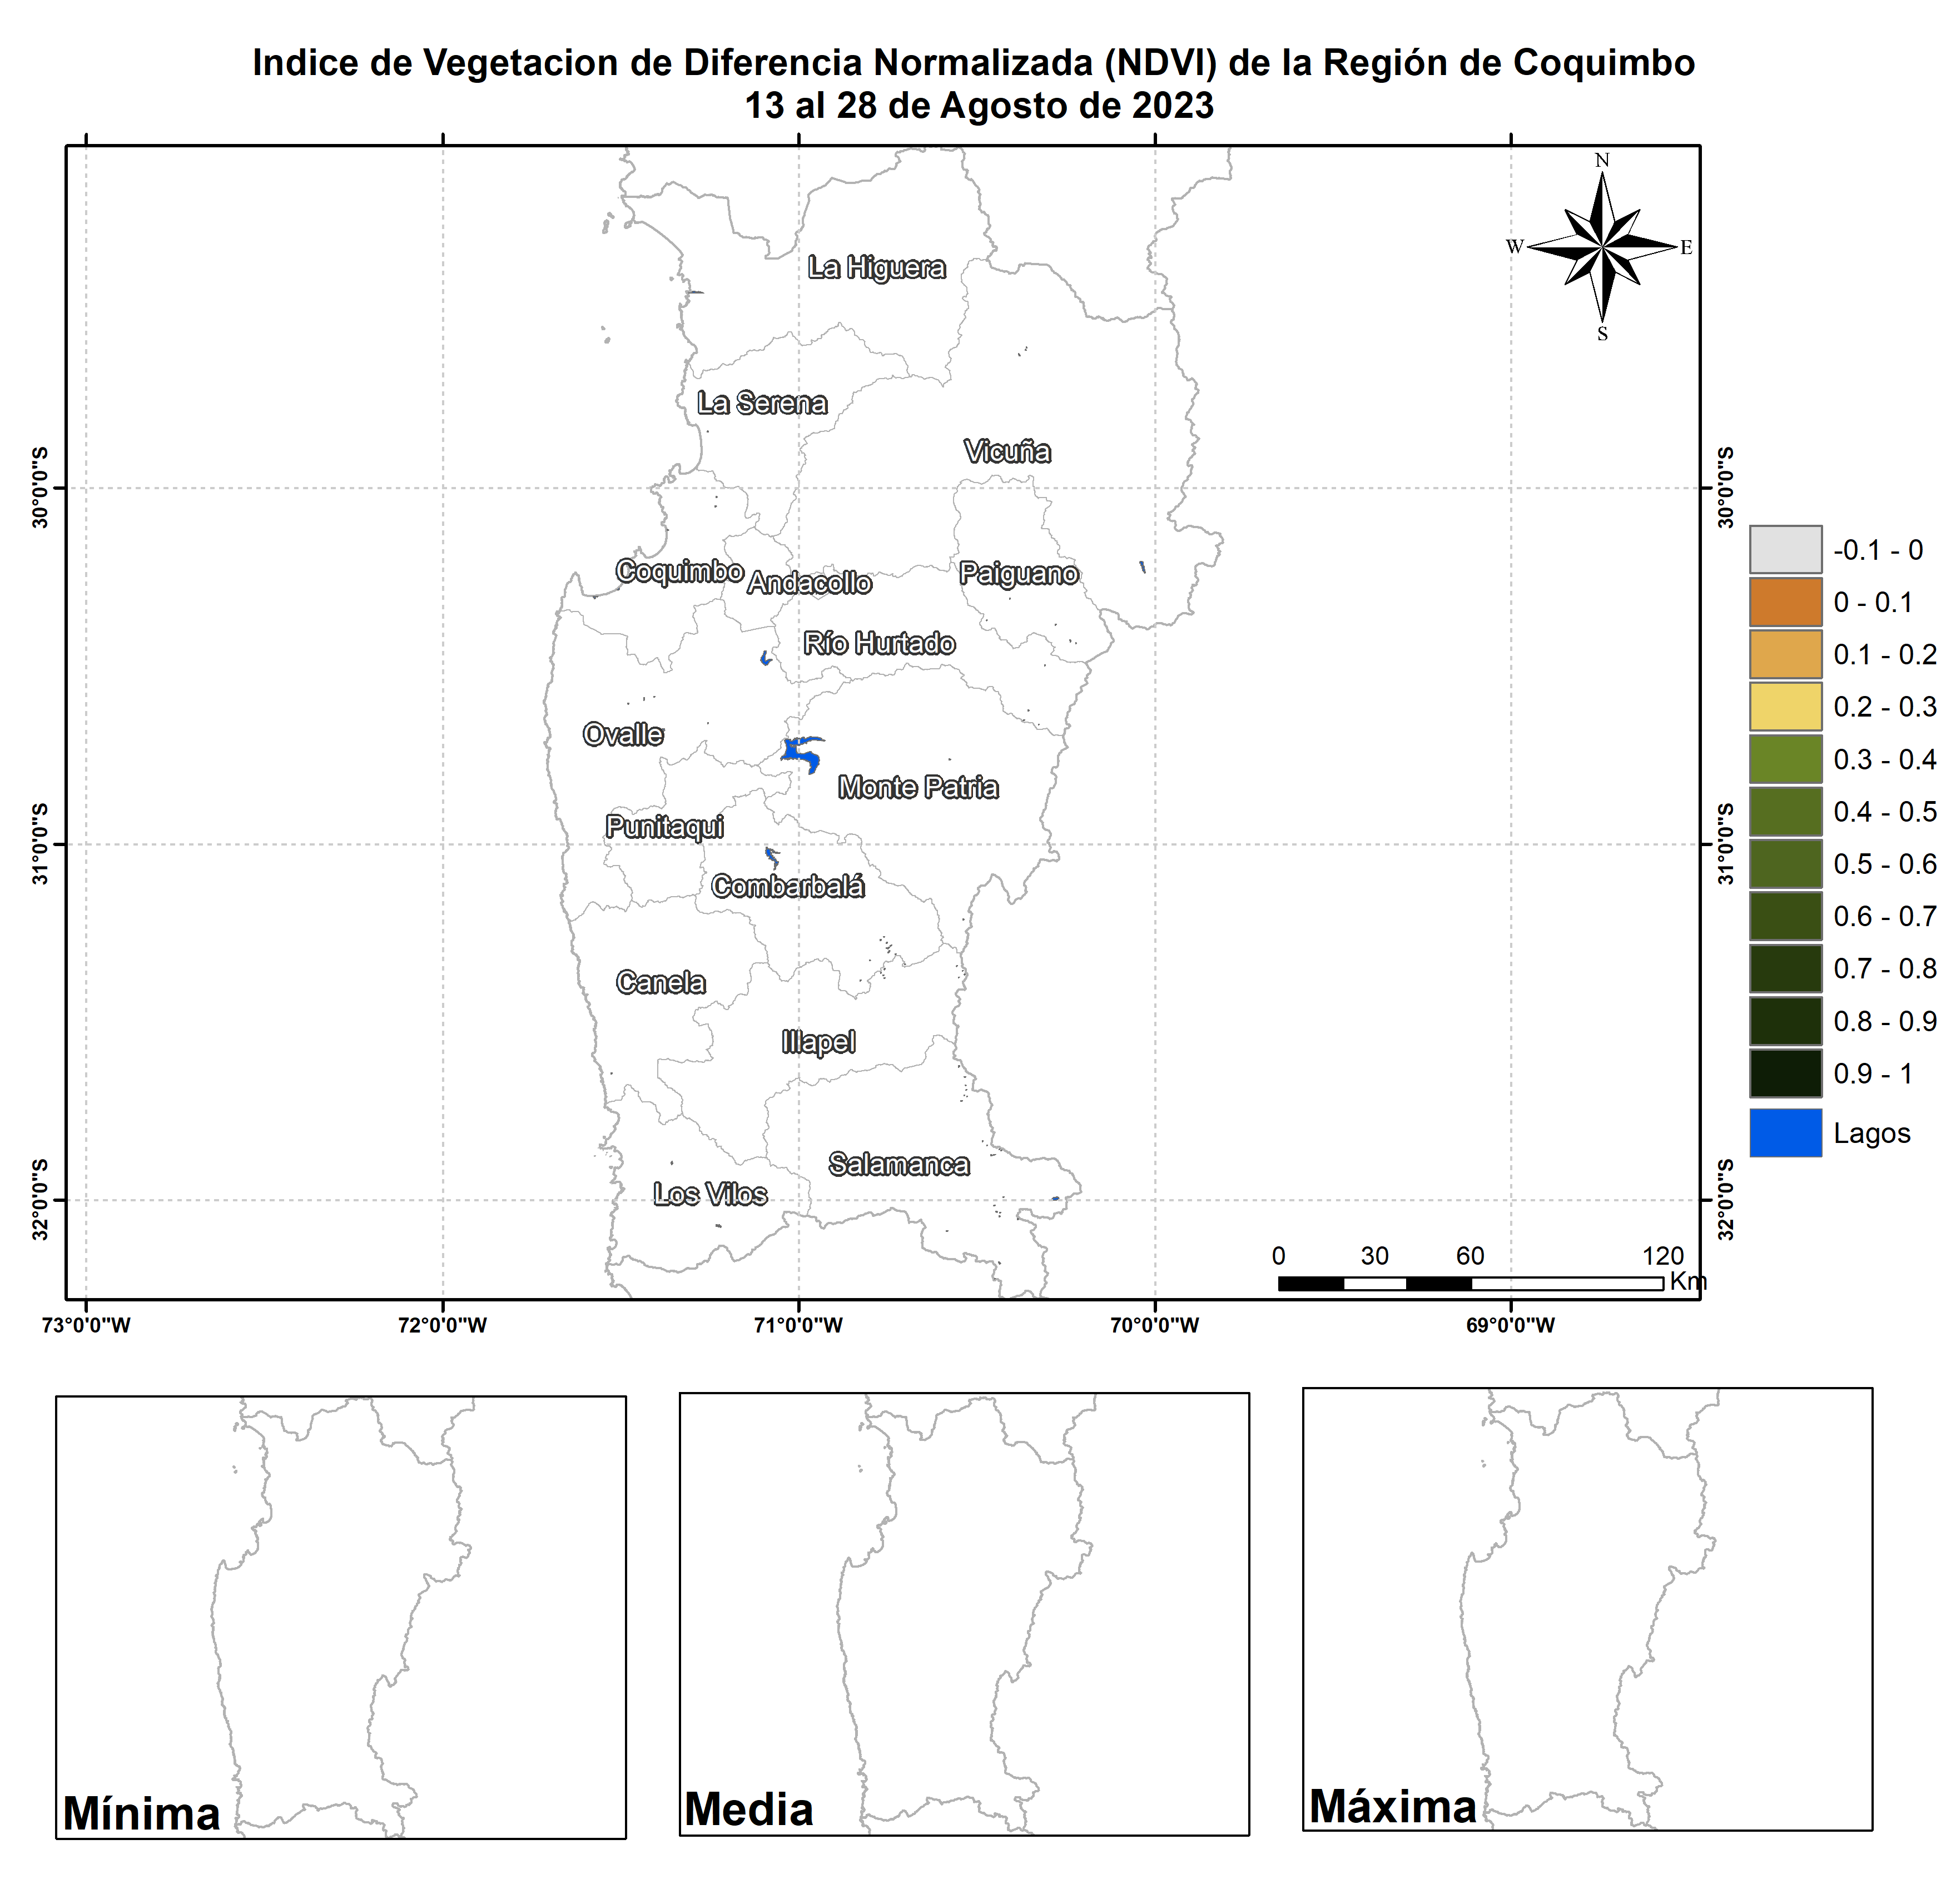 Indice de Vegetacion de Diferencia Normalizada (NDVI) de la Región de Coquimbo
13 al 28 de Agosto de 2023
N
W E
S
La Higuera
La Serena
Vicuña
30°0'0"S 30°0'0"S
Coquimbo
Andacollo
Paiguano
Río Hurtado
Ovalle
Monte Patria
Punitaqui
31°0'0"S 31°0'0"S
Combarbalá
Canela
Illapel
Salamanca
Los Vilos
32°0'0"S 32°0'0"S
0 30 60 120
Km
73°0'0"W 72°0'0"W 71°0'0"W 70°0'0"W 69°0'0"W
-0.1 - 0
0 - 0.1
0.1 - 0.2
0.2 - 0.3
0.3 - 0.4
0.4 - 0.5
0.5 - 0.6
0.6 - 0.7
0.7 - 0.8
0.8 - 0.9
0.9 - 1
Lagos
Mínima
Media
Máxima